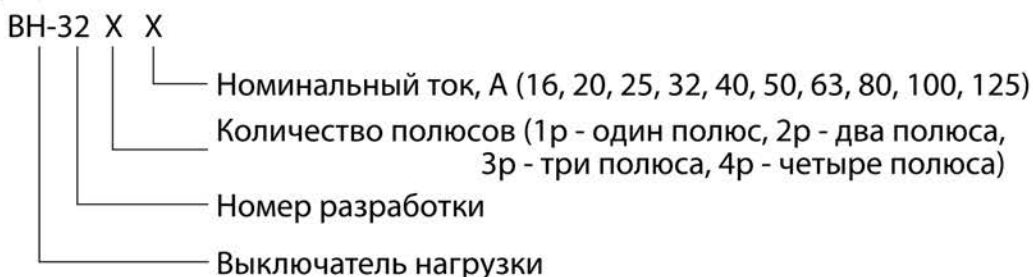 ВН-32 X X
Номинальный ток, А (16, 20, 25, 32, 40, 50, 63, 80, 100, 125)
Количество полюсов (1р - один полюс, 2р - два полюса,
3р - три полюса, 4р - четыре полюса)
Номер разработки
Выключатель нагрузки